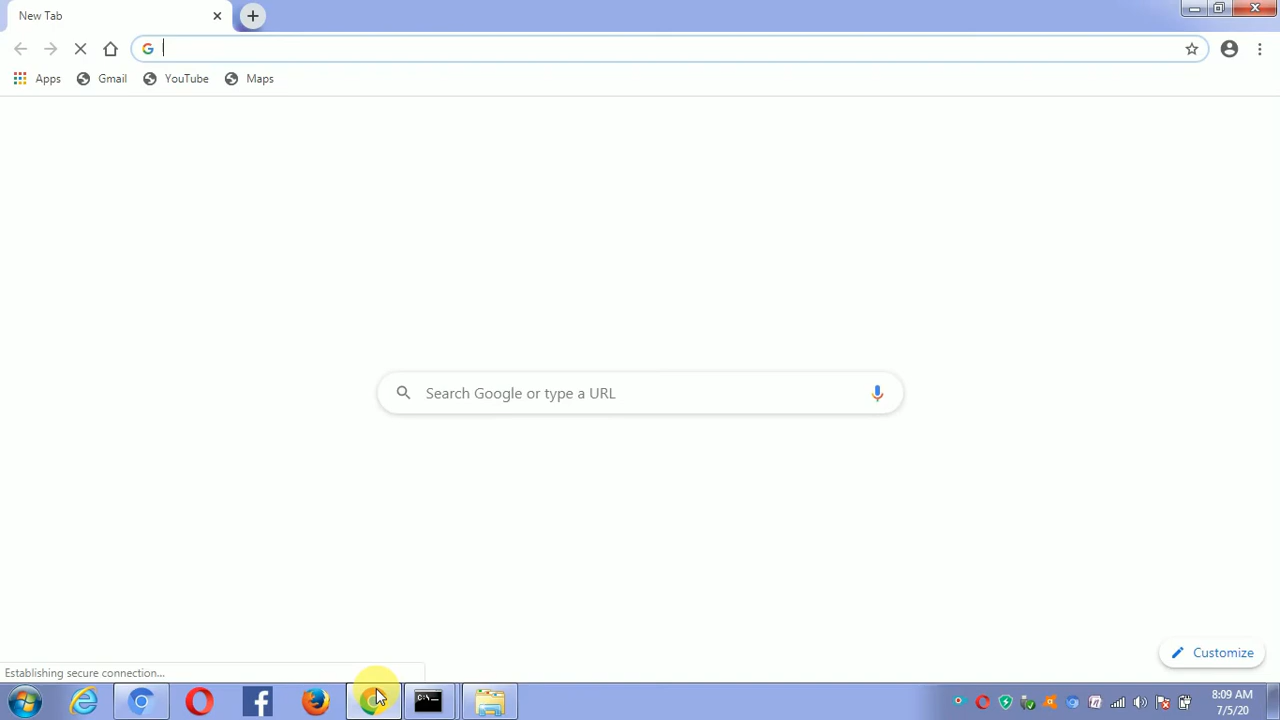 New Tab
Apps Gmail YouTube Maps
Search Google or type a URL
Customize
Establishing secure connection...
8:09 AM
7/5/20